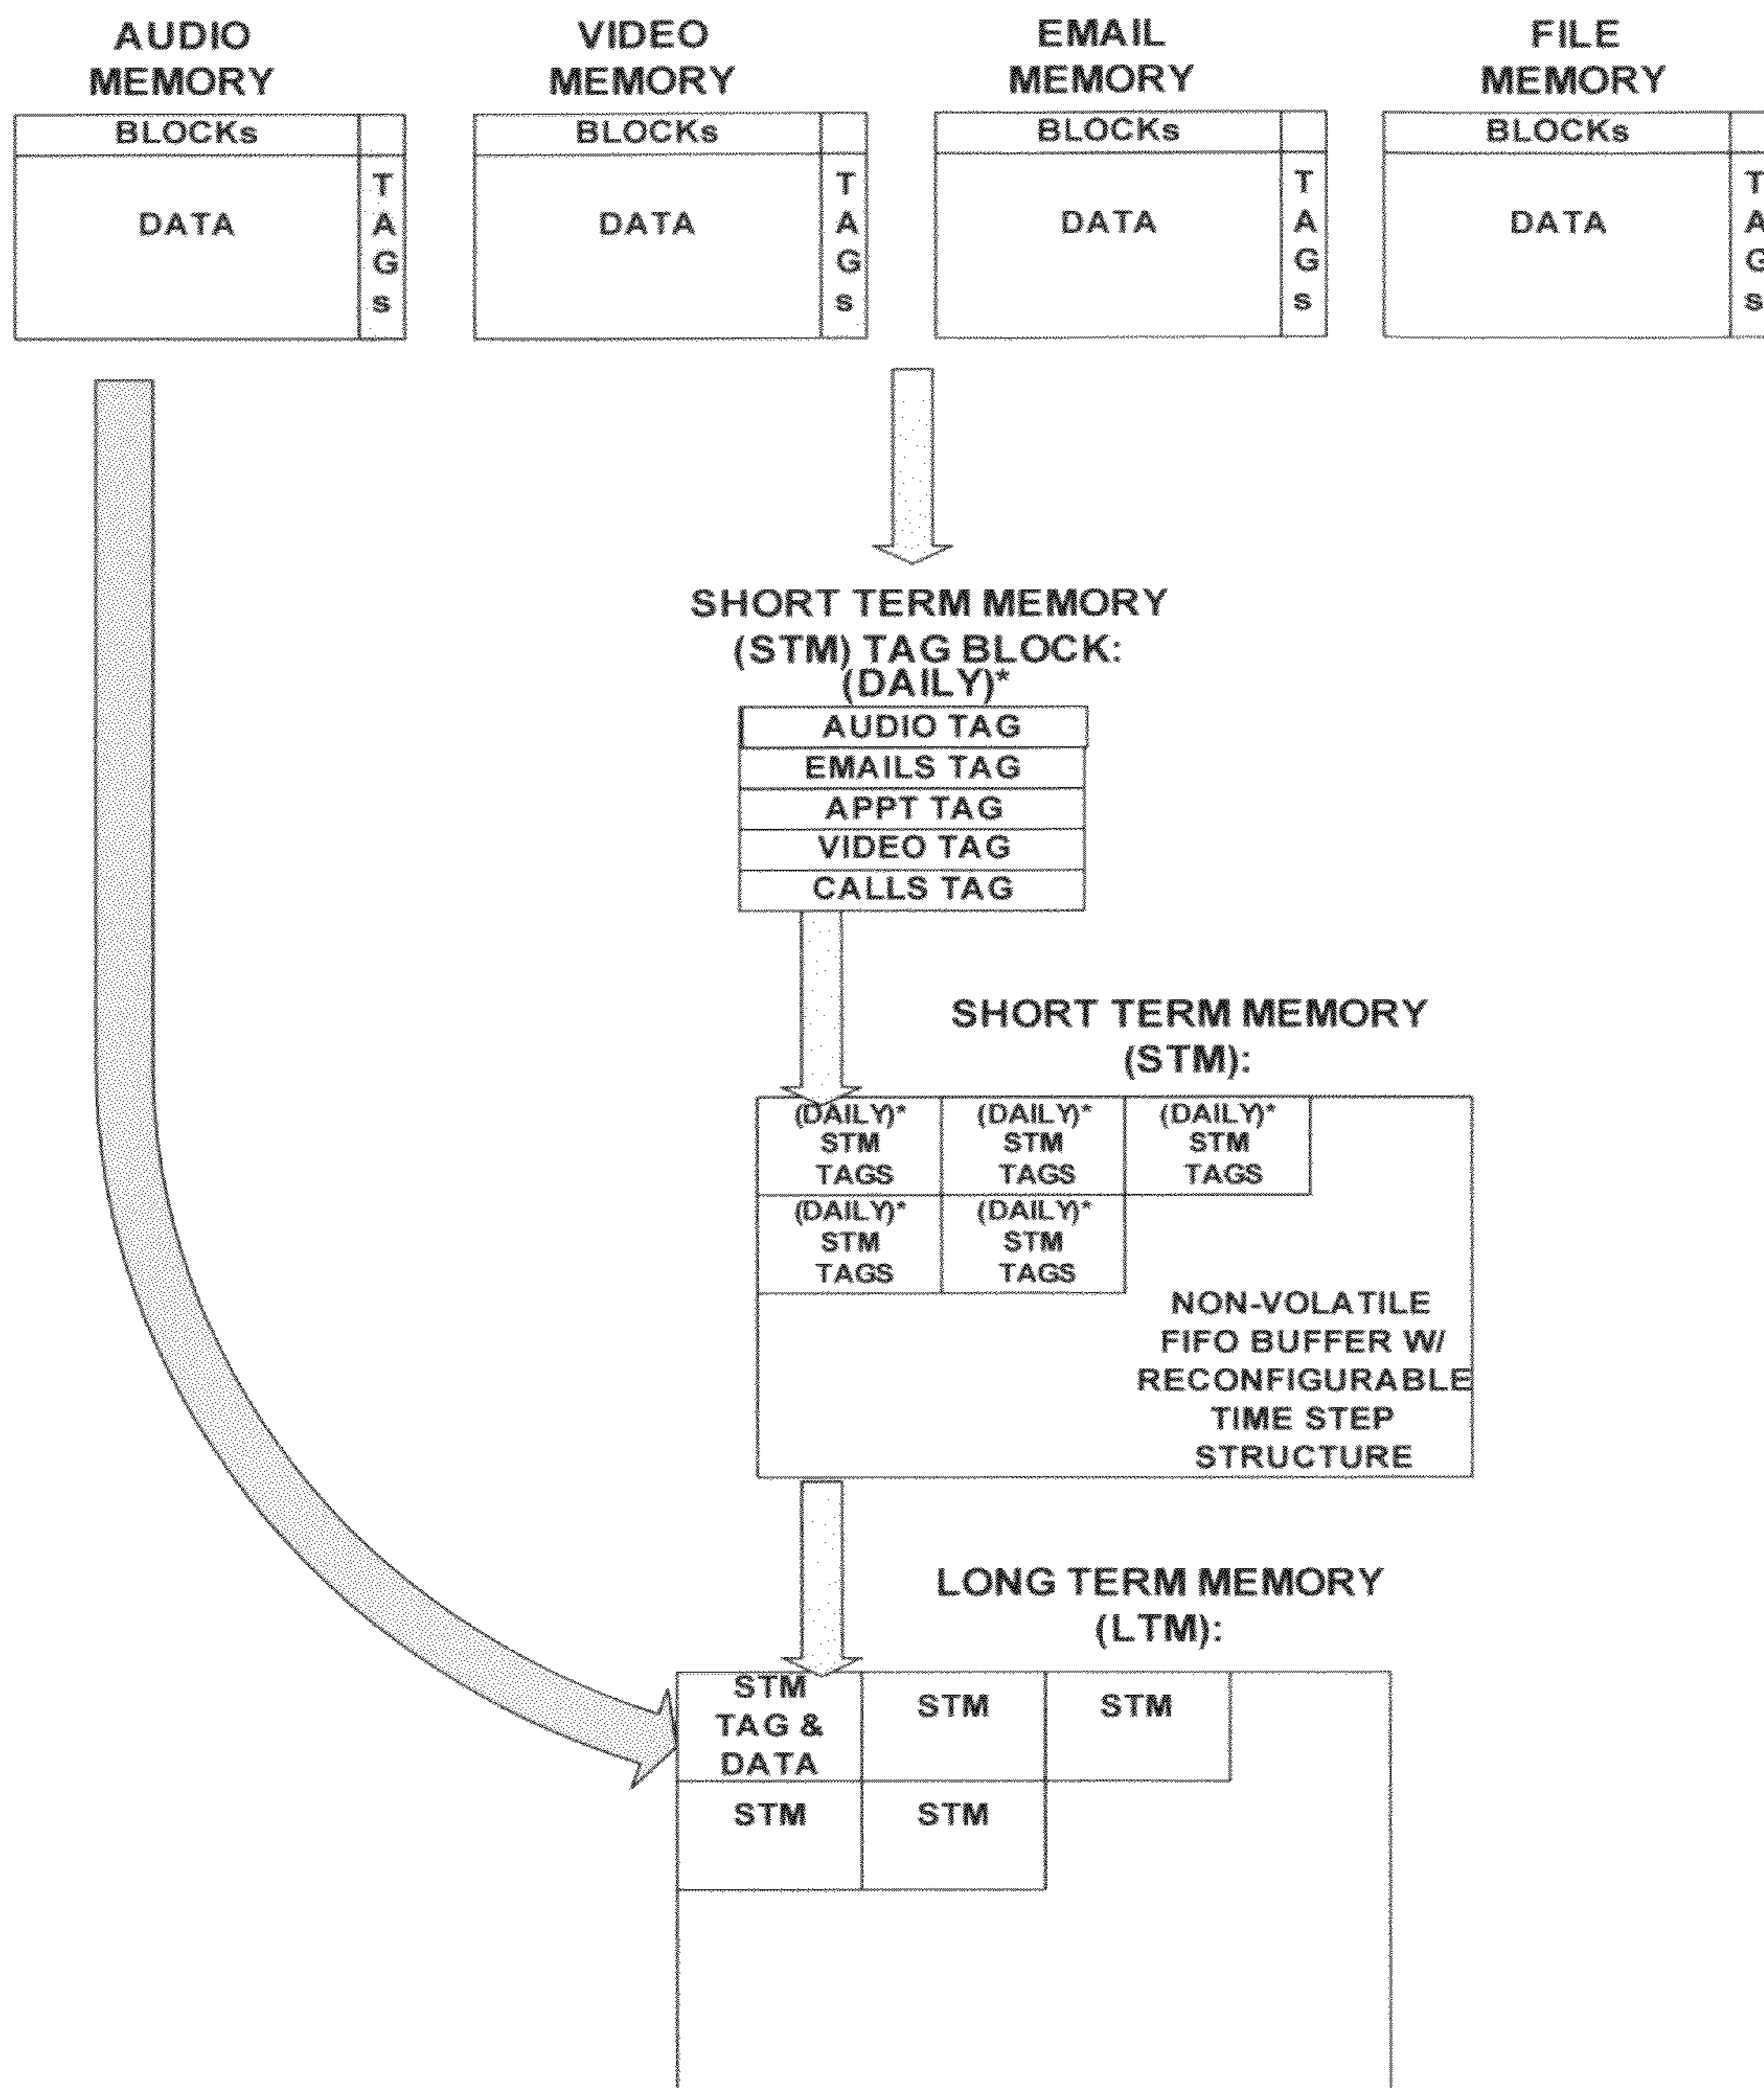 AUDIO
MEMORY
BLOCKs
DATA
T
A
G
s
VIDEO
MEMORY
BLOCKs
DATA
T
A
G
s
EMAIL
MEMORY
BLOCKs
DATA
T
A
G
s
FILE
MEMORY
BLOCKs
DATA
T
A
G
s
SHORT TERM MEMORY
(STM) TAG BLOCK:
(DAILY)*
AUDIO TAG
EMAILS TAG
APPT TAG
VIDEO TAG
CALLS TAG
SHORT TERM MEMORY
(STM):
(DAILY)*
STM
TAGS
(DAILY)*
STM
TAGS
(DAILY)*
STM
TAGS
(DAILY)*
STM
TAGS
(DAILY)*
STM
TAGS
NON-VOLATILE
FIFO BUFFER W/
RECONFIGURABLE
TIME STEP
STRUCTURE
LONG TERM MEMORY
(LTM):
STM
TAG &
DATA
STM
STM
STM
STM